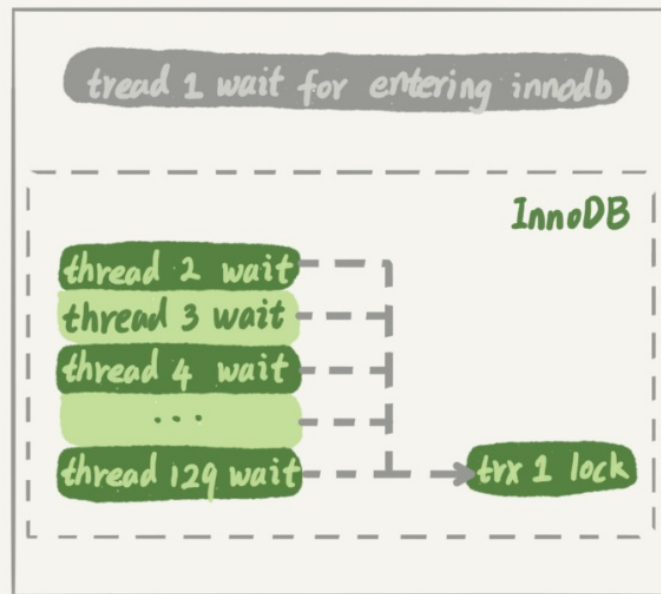 tread 1 wait for entering innodb
InnoDB
thread 2 wait
thread 3 wait
thread 4 wait
...
thread 129 wait
trx 1 lock